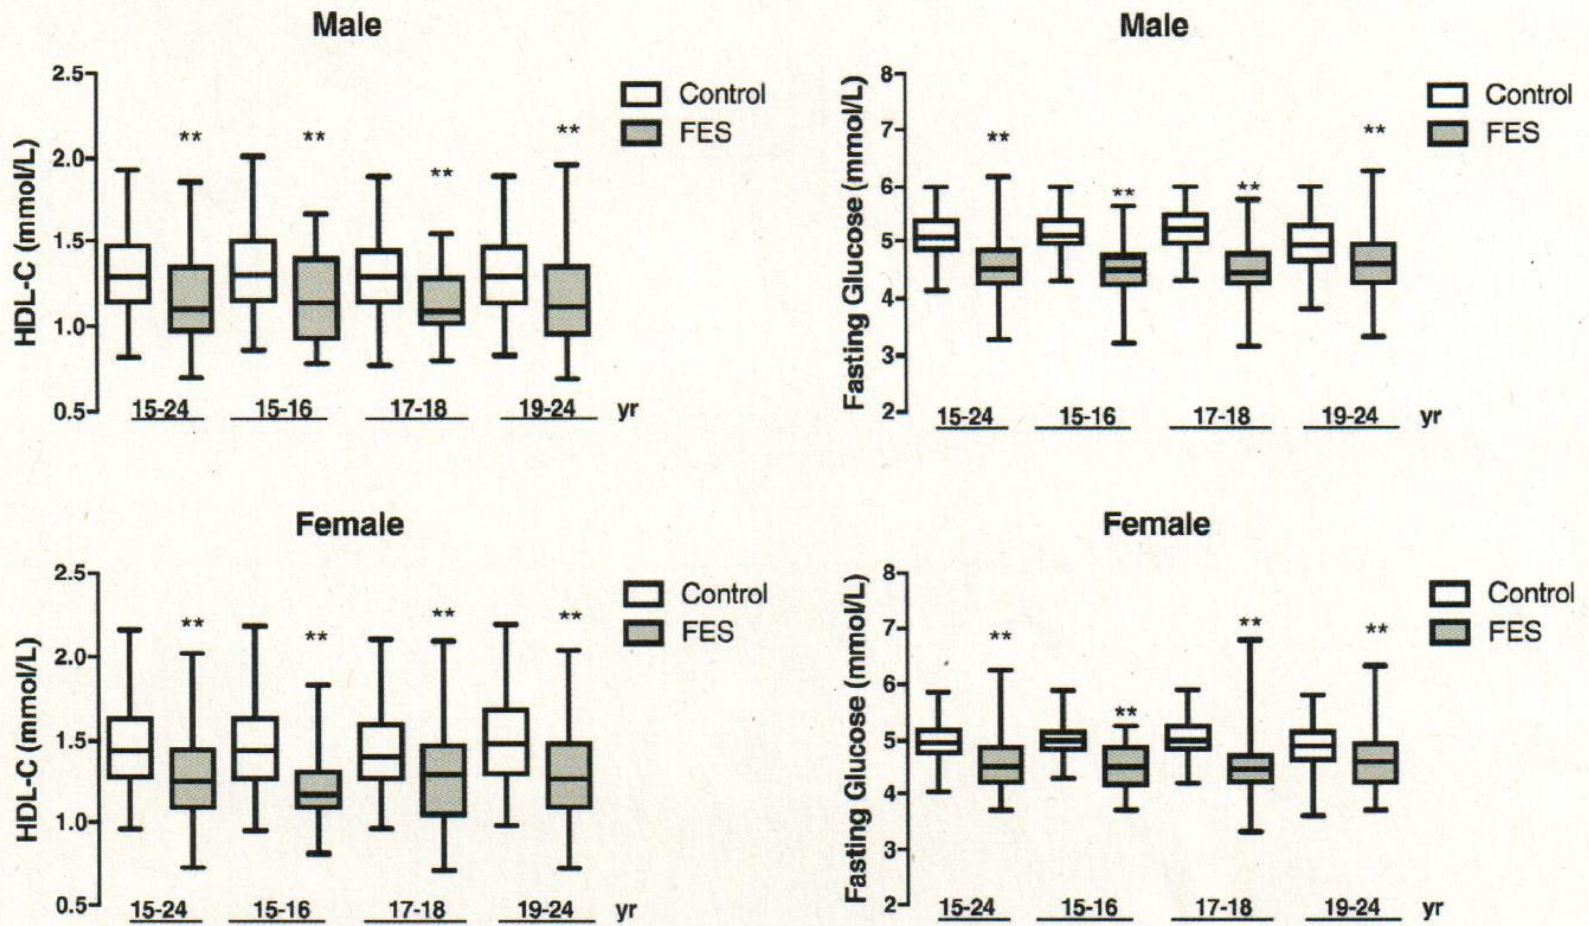 Male
HDL-C (mmol/L)
2.5
2.0
1.5
1.0
0.5
**
**
**
**
15-24
15-16
17-18
19-24
yr
Control
FES
Male
Fasting Glucose (mmol/L)
8
7
6
5
4
3
2
**
**
**
**
15-24
15-16
17-18
19-24
yr
Control
FES
Female
HDL-C (mmol/L)
2.5
2.0
1.5
1.0
0.5
**
**
**
**
15-24
15-16
17-18
19-24
yr
Control
FES
Female
Fasting Glucose (mmol/L)
8
7
6
5
4
3
2
**
**
**
**
15-24
15-16
17-18
19-24
yr
Control
FES